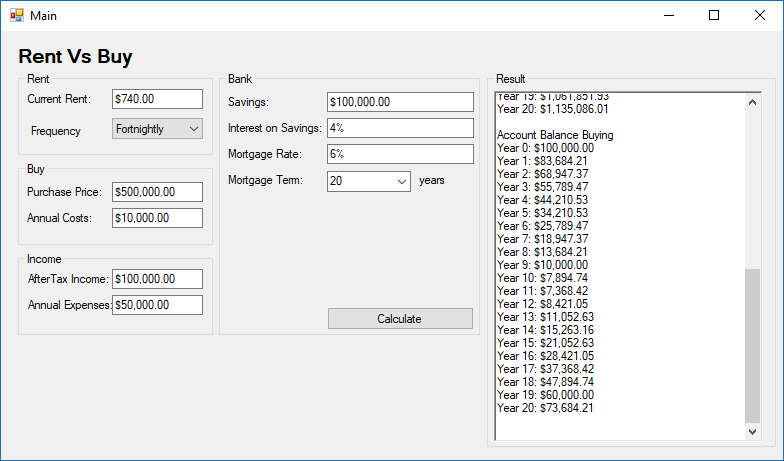 Main
Rent Vs Buy
Rent
Current Rent: $740.00
Frequency Fortnightly
Buy
Purchase Price: $500,000.00
Annual Costs: $10,000.00
Income
AfterTax Income: $100,000.00
Annual Expenses: $50,000.00
Bank
Savings: $100,000.00
Interest on Savings: 4%
Mortgage Rate: 6%
Mortgage Term: 20 years
Calculate
Result
Year 19: $1,061,851.93
Year 20: $1,135,086.01
Account Balance Buying
Year 0: $100,000.00
Year 1: $83,684.21
Year 2: $68,947.37
Year 3: $55,789.47
Year 4: $44,210.53
Year 5: $34,210.53
Year 6: $25,789.47
Year 7: $18,947.37
Year 8: $13,684.21
Year 9: $10,000.00
Year 10: $7,894.74
Year 11: $7,368.42
Year 12: $8,421.05
Year 13: $11,052.63
Year 14: $15,263.16
Year 15: $21,052.63
Year 16: $28,421.05
Year 17: $37,368.42
Year 18: $47,894.74
Year 19: $60,000.00
Year 20: $73,684.21